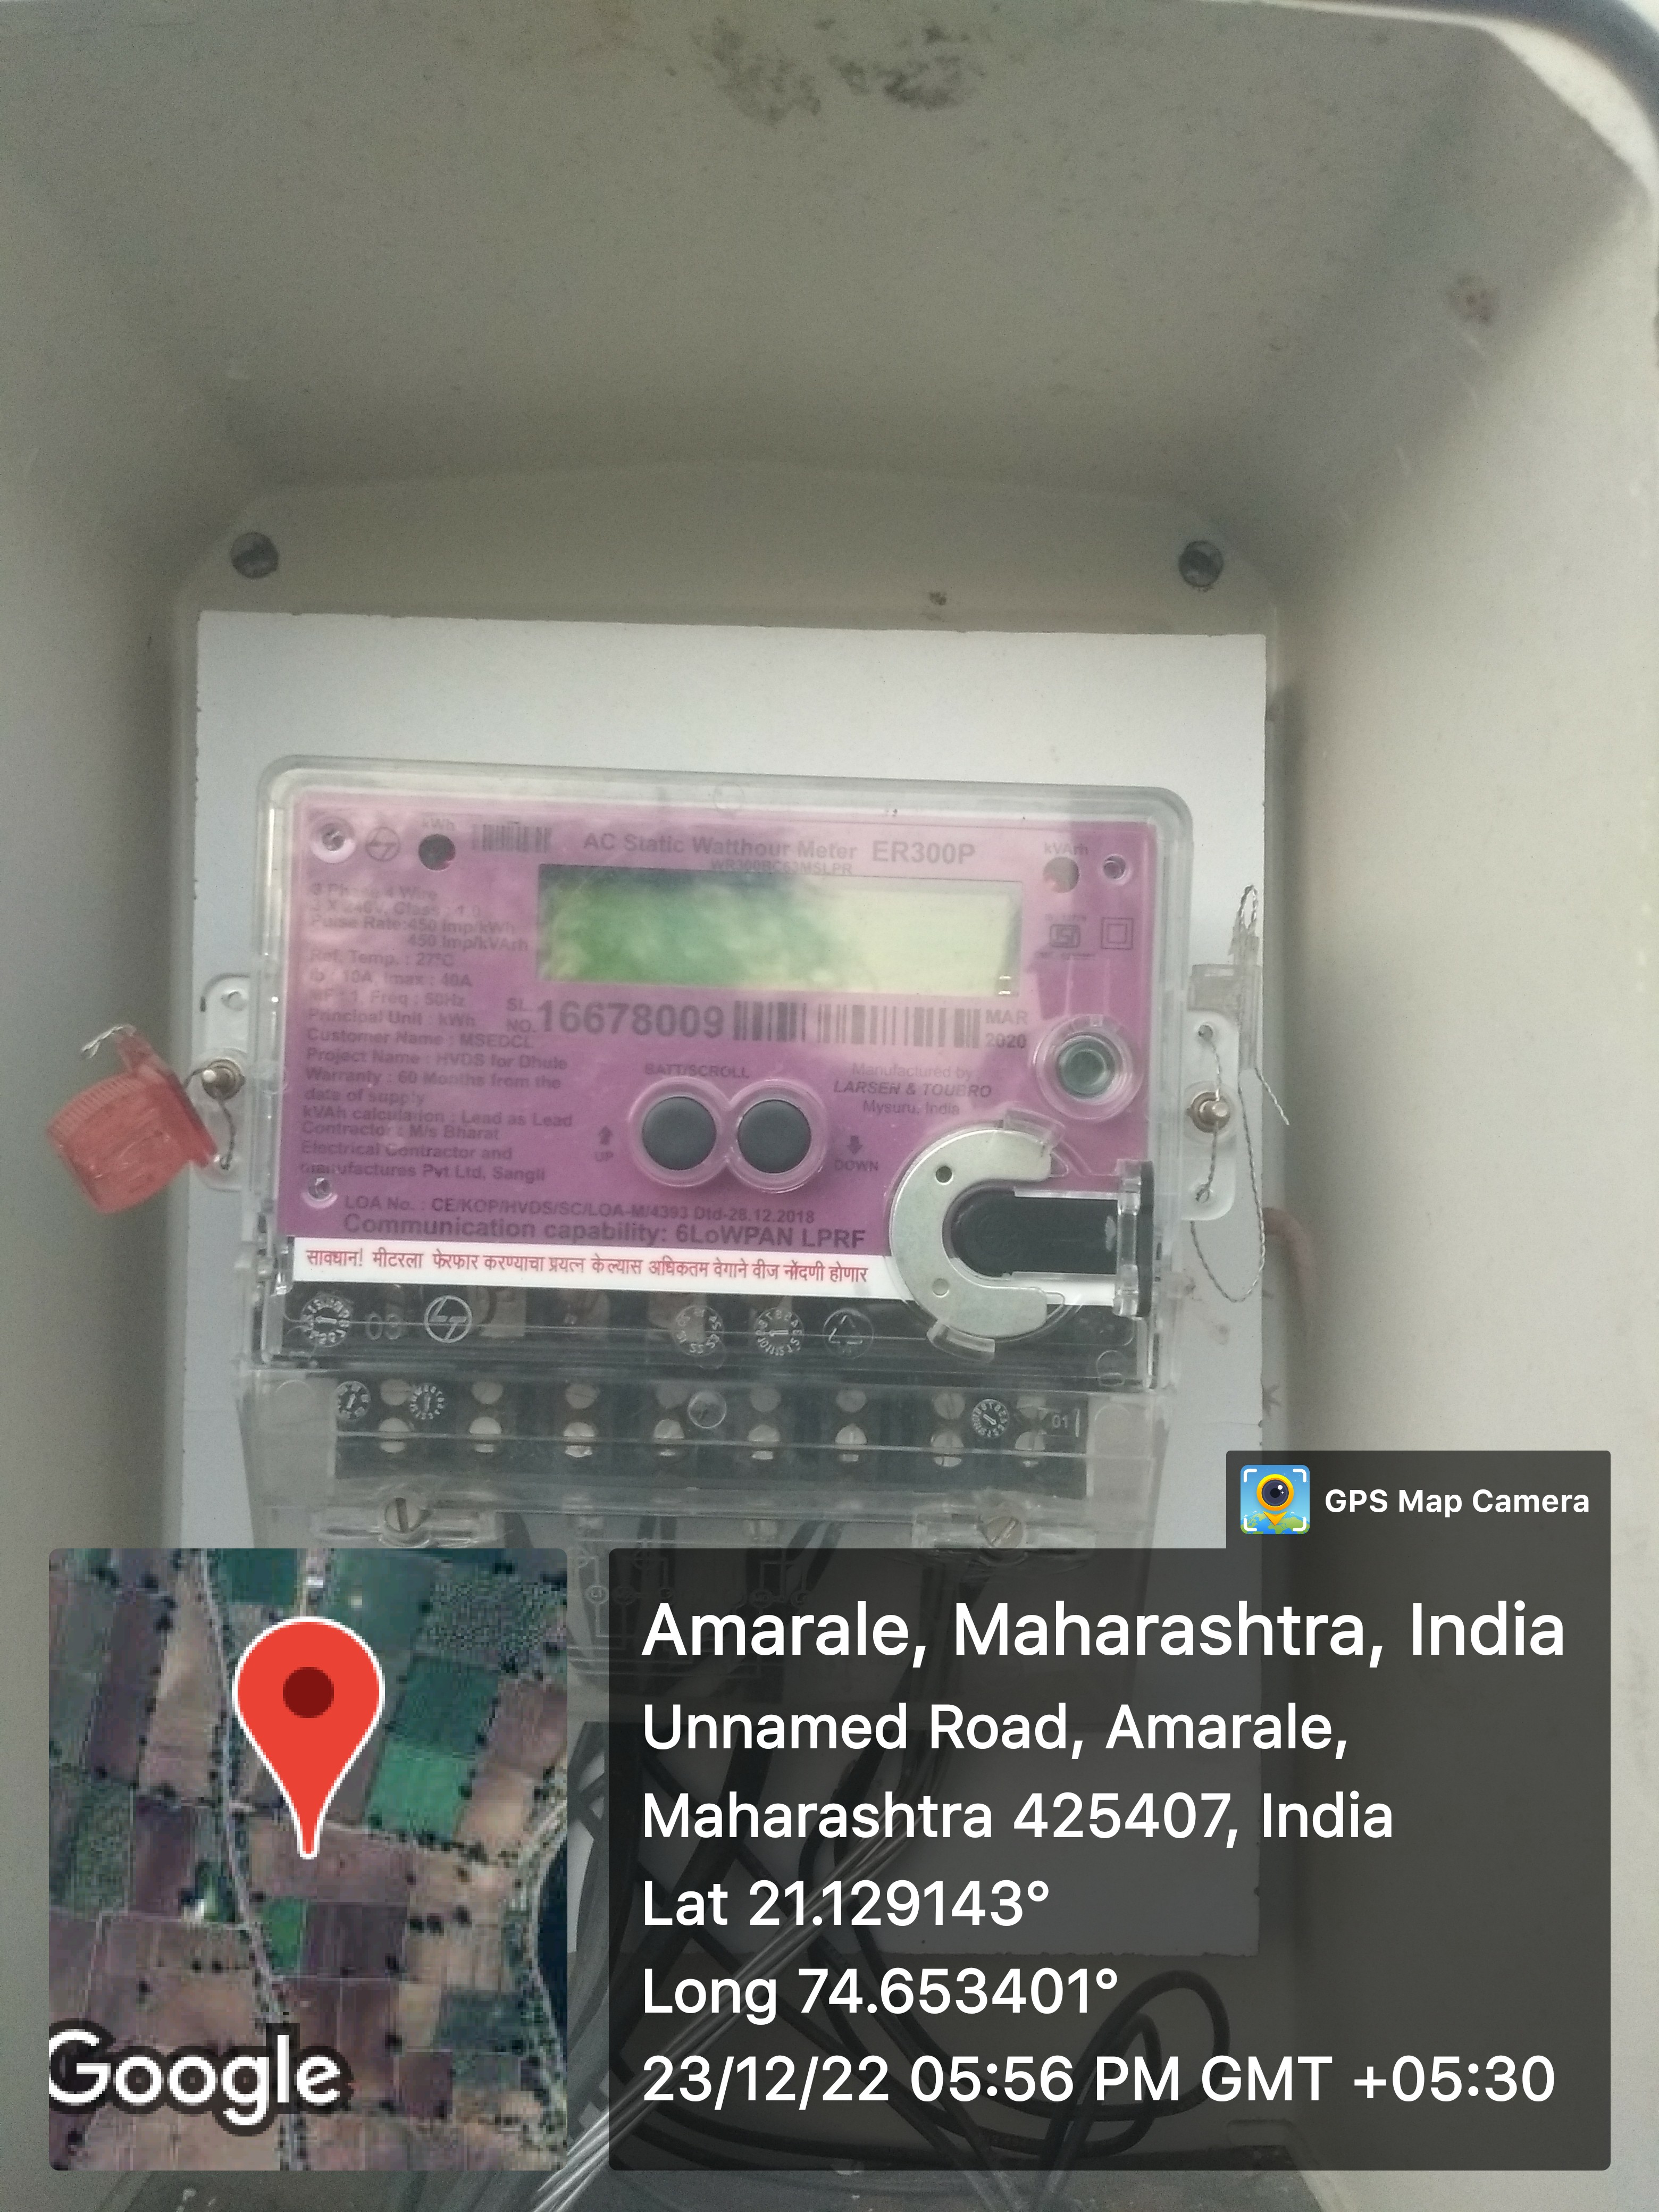 kWh
AC Static Watthour Meter ER300P
kVArh
3 Phase 4 Wire
Pulse Rate:450 Imp/kWh
450 Imp/kVArh
Ref. Temp. : 27°C
Freq : 50Hz
Principal Unit : kWh
Customer Name : MSEDCL
Project Name : HVDS for Dhule
Warranty : 60 Months from the
date of supply
kVAh calculation : Lead as Lead
Contractor : M/s Bharat
Electrical Contractor and
manufactures Pvt Ltd, Sangli
SL.
NO. 16678009
MAR
2020
BATT/SCROLL
UP
DOWN
Manufactured by
LARSEN & TOUBRO
Mysuru, India
LOA No. : CE/KOP/HVDS/SC/LOA-M/4393 Dtd-28.12.2018
Communication capability: 6LoWPAN LPRF
सावधान! मीटरला फेरफार करण्याचा प्रयत्न केल्यास अधिकतम वेगाने वीज नोंदणी होणार
03
01
GPS Map Camera
Amarale, Maharashtra, India
Unnamed Road, Amarale,
Maharashtra 425407, India
Lat 21.129143°
Long 74.653401°
23/12/22 05:56 PM GMT +05:30
Google